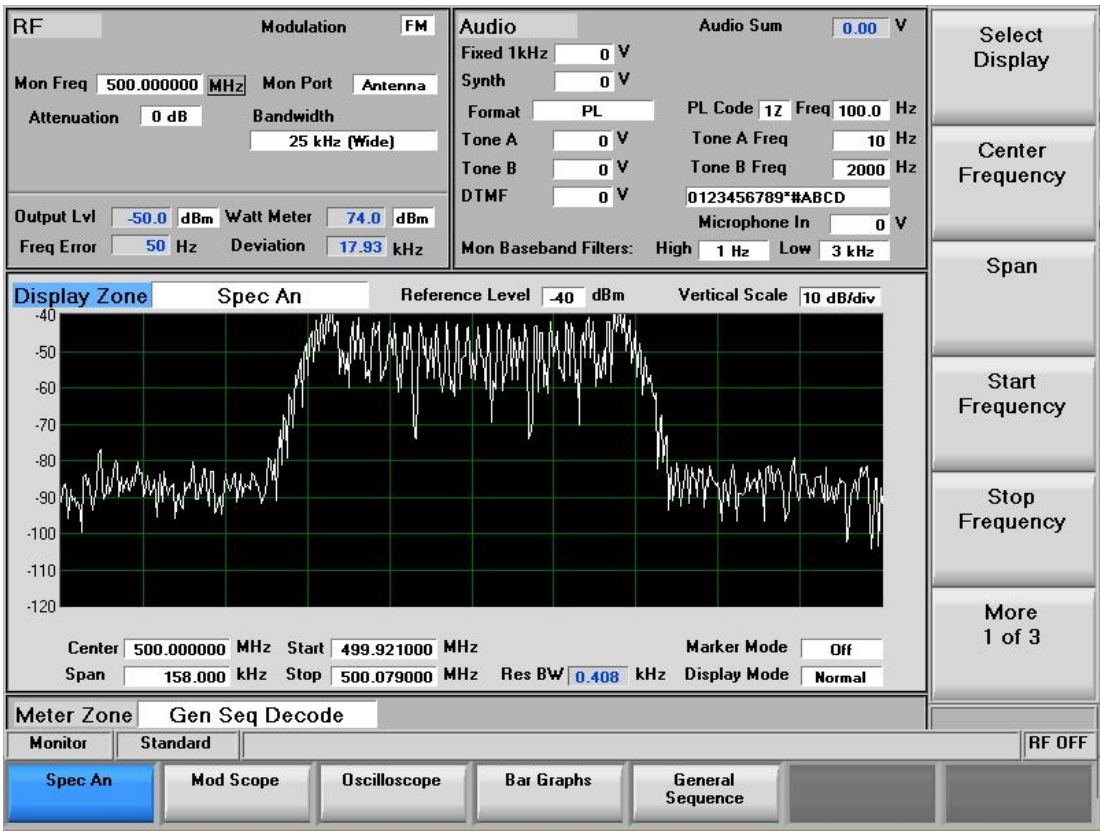 RF Modulation FM
Mon Freq 500.000000 MHz Mon Port Antenna
Attenuation 0 dB Bandwidth
25 kHz (Wide)
Output Lvl -50.0 dBm Watt Meter 74.0 dBm
Freq Error 50 Hz Deviation 17.93 kHz
Audio Audio Sum 0.00 V
Fixed 1kHz 0 V
Synth 0 V
Format PL PL Code 1Z Freq 100.0 Hz
Tone A 0 V Tone A Freq 10 Hz
Tone B 0 V Tone B Freq 2000 Hz
DTMF 0 V 0123456789*#ABCD
Microphone In 0 V
Mon Baseband Filters: High 1 Hz Low 3 kHz
Display Zone Spec An Reference Level -40 dBm Vertical Scale 10 dB/div
-40
-50
-60
-70
-80
-90
-100
-110
-120
Center 500.000000 MHz Start 499.921000 MHz Marker Mode Off
Span 158.000 kHz Stop 500.079000 MHz Res BW 0.408 kHz Display Mode Normal
Meter Zone Gen Seq Decode
Monitor Standard RF OFF
Spec An Mod Scope Oscilloscope Bar Graphs General
Sequence
Select
Display
Center
Frequency
Span
Start
Frequency
Stop
Frequency
More
1 of 3